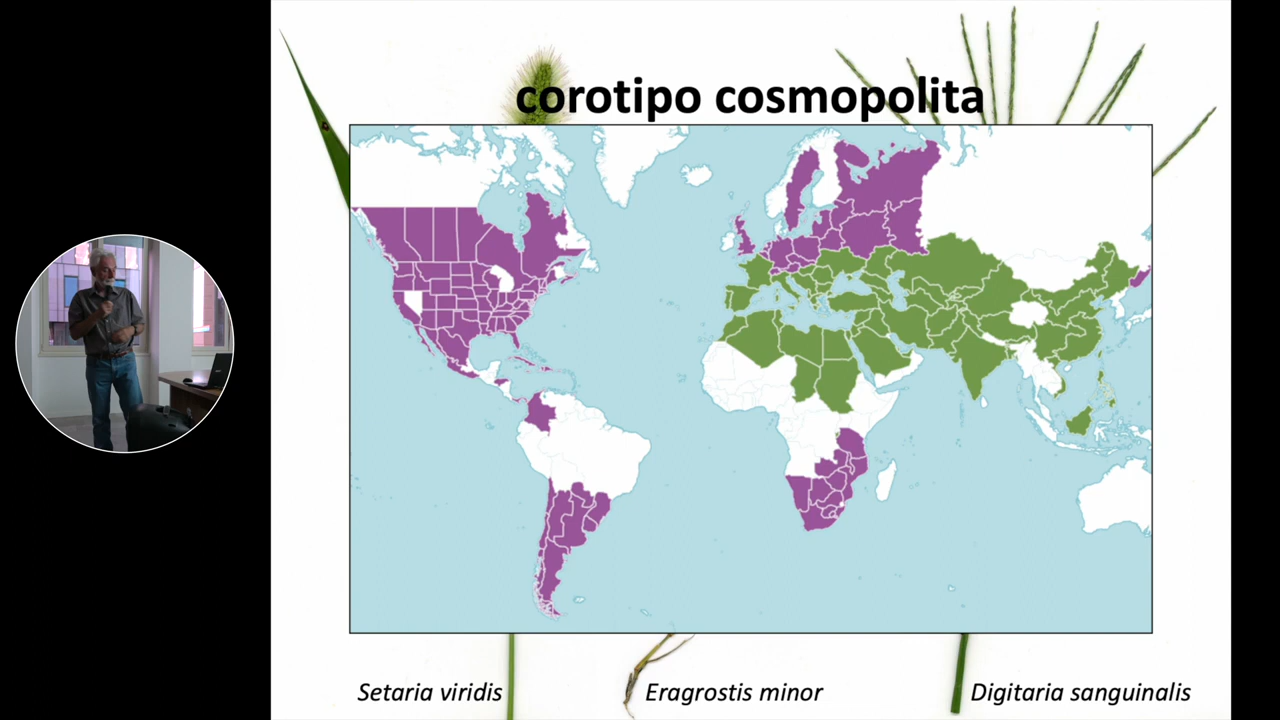 corotipo cosmopolita
Setaria viridis
Eragrostis minor
Digitaria sanguinalis